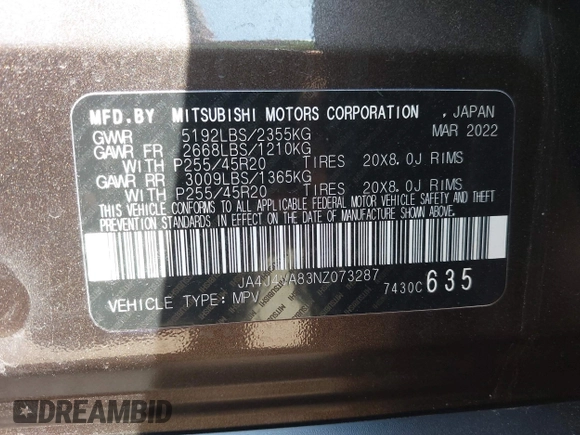 MFD.BY MITSUBISHI MOTORS CORPORATION , JAPAN
GVWR 5192LBS/2355KG MAR 2022
GAWR FR 2668LBS/1210KG
WITH P255/45R20 TIRES 20X8.0J RIMS
GAWR RR 3009LBS/1365KG
WITH P255/45R20 TIRES 20X8.0J RIMS
THIS VEHICLE CONFORMS TO ALL APPLICABLE FEDERAL MOTOR VEHICLE SAFETY AND THEFT
PREVENTION STANDARDS IN EFFECT ON THE DATE OF MANUFACTURE SHOWN ABOVE.
JA4J4VA83NZ073287 7430C 635
VEHICLE TYPE: MPV
DREAMBID